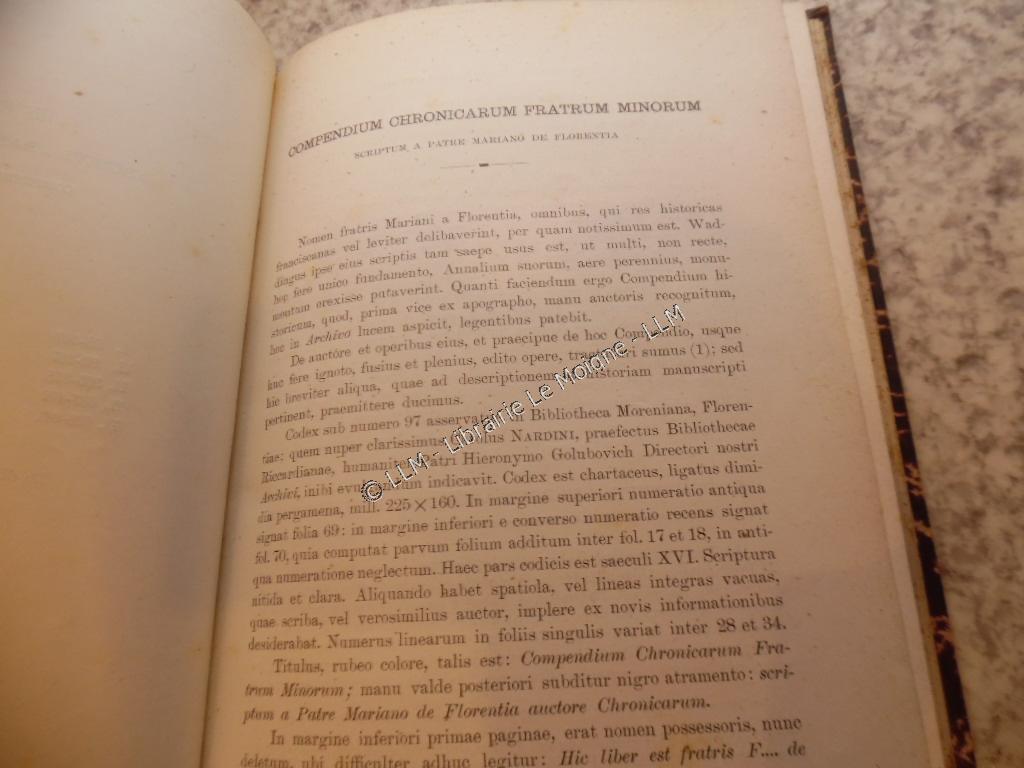 COMPENDIUM CHRONICARUM FRATRUM MINORUM
SCRIPTUM A PATRE MARIANO DE FLORENTIA
Nomen fratris Mariani a Florentia, omnibus, qui res historicas
franciscanas vel leviter delibaverint, per quam notissimum est. Wad-
dingus ipse eius scriptis tam saepe usus est, ut multi, non recte,
hoc fere unico fundamento, Annalium suorum, aere perennius, monu-
mentum erexisse putaverint. Quanti faciendum ergo Compendium hi-
storicum, quod, prima vice ex apographo, manu auctoris recognitum,
hoc in Archivo lucem aspicit, legentibus patebit.
De auctore et operibus eius, et praecipue de hoc Compendio, usque
huc fere ignoto, fusius et plenius, edito opere, sumus (1); sed
hic breviter aliqua, quae ad descriptionem historiam manuscripti
pertinent, praemittere ducimus.
Codex sub numero 97 in Bibliotheca Moreniana, Floren-
tiae: quem nuper clarissimus NARDINI, praefectus Bibliothecae
Riccardianae, Patri Hieronymo Golubovich Directori nostri
Archivi, inibi indicavit. Codex est chartaceus, ligatus dimi-
dia pergamena, mill. 225 × 160. In margine superiori numeratio antiqua
signat folia 69: in margine inferiori e converso numeratio recens signat
fol. 70, quia computat parvum folium additum inter fol. 17 et 18, in anti-
qua numeratione neglectum. Haec pars codicis est saeculi XVI. Scriptura
nitida et clara. Aliquando habet spatiola, vel lineas integras vacuas,
quae scriba, vel verosimilius auctor, implere ex novis informationibus
desiderabat. Numerus linearum in foliis singulis variat inter 28 et 34.
Titulus, rubeo colore, talis est: Compendium Chronicarum Fra-
trum Minorum; manu valde posteriori subditur nigro atramento: scri-
ptum a Patre Mariano de Florentia auctore Chronicarum.
In margine inferiori primae paginae, erat nomen possessoris, nunc
deletum, ubi difficulter adhuc legitur: Hic liber est fratris F.... de
© LLM - Librairie Le Moigne - LLM